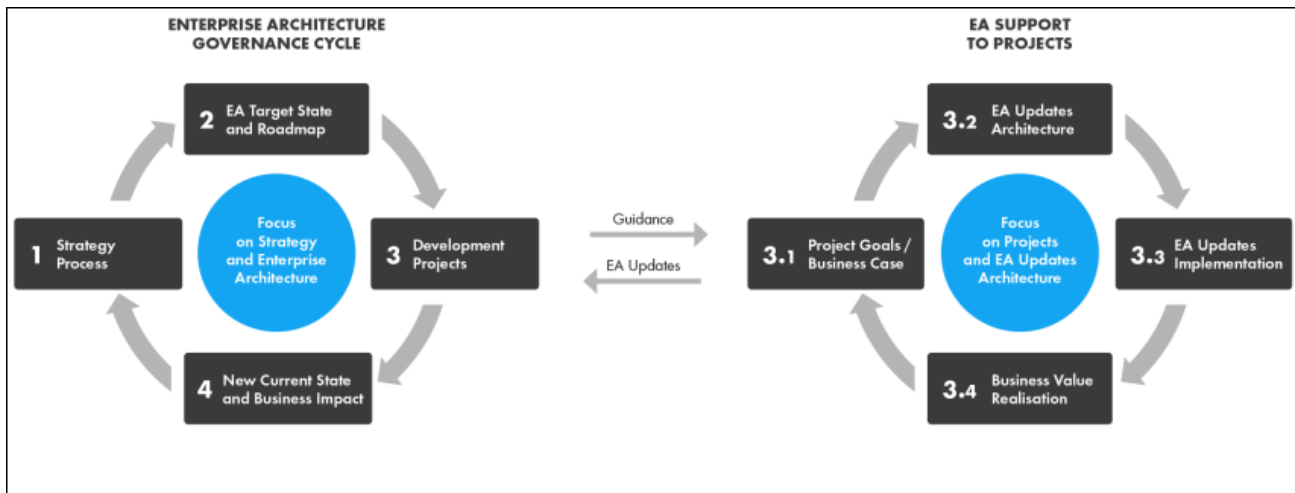 ENTERPRISE ARCHITECTURE
GOVERNANCE CYCLE
2 EA Target State
and Roadmap
1 Strategy
Process
Focus
on Strategy
and Enterprise
Architecture
3 Development
Projects
4 New Current State
and Business Impact
Guidance
EA Updates
EA SUPPORT
TO PROJECTS
3.2 EA Updates
Architecture
3.1 Project Goals /
Business Case
Focus
on Projects
and EA Updates
Architecture
3.3 EA Updates
Implementation
3.4 Business Value
Realisation